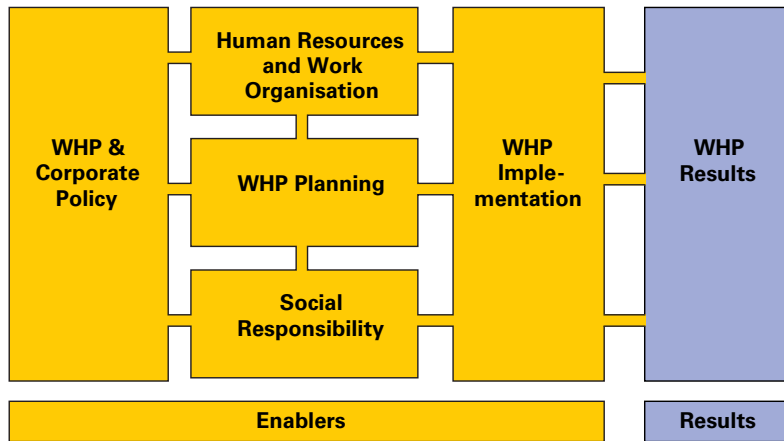 WHP &
Corporate
Policy
Human Resources
and Work
Organisation
WHP Planning
Social
Responsibility
WHP
Imple-
mentation
WHP
Results
Enablers
Results